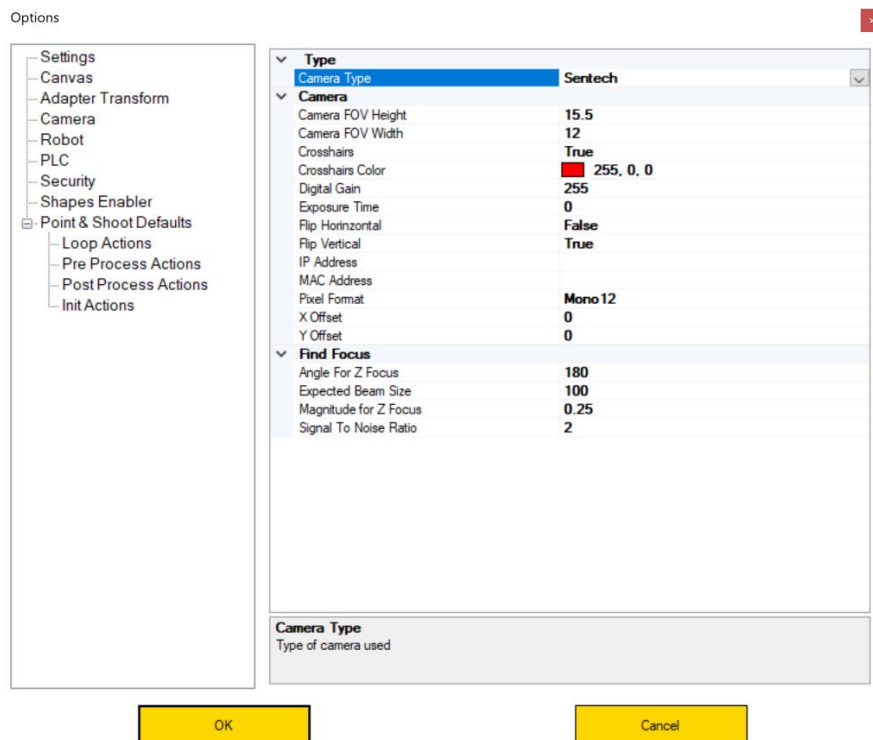 Options
Settings
Canvas
Adapter Transform
Camera
Robot
PLC
Security
Shapes Enabler
Point & Shoot Defaults
Loop Actions
Pre Process Actions
Post Process Actions
Init Actions
Type
Camera Type Sentech
Camera
Camera FOV Height 15.5
Camera FOV Width 12
Crosshairs True
Crosshairs Color 255, 0, 0
Digital Gain 255
Exposure Time 0
Flip Horinzontal False
Flip Vertical True
IP Address
MAC Address
Pixel Format Mono12
X Offset 0
Y Offset 0
Find Focus
Angle For Z Focus 180
Expected Beam Size 100
Magnitude for Z Focus 0.25
Signal To Noise Ratio 2
Camera Type
Type of camera used
OK Cancel